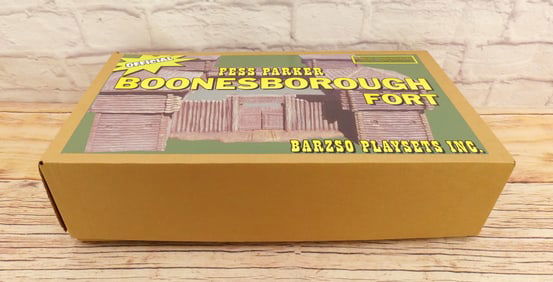 OFFICIAL
FESS PARKER
BOONESBOROUGH
FORT
BARZSO PLAYSETS INC.